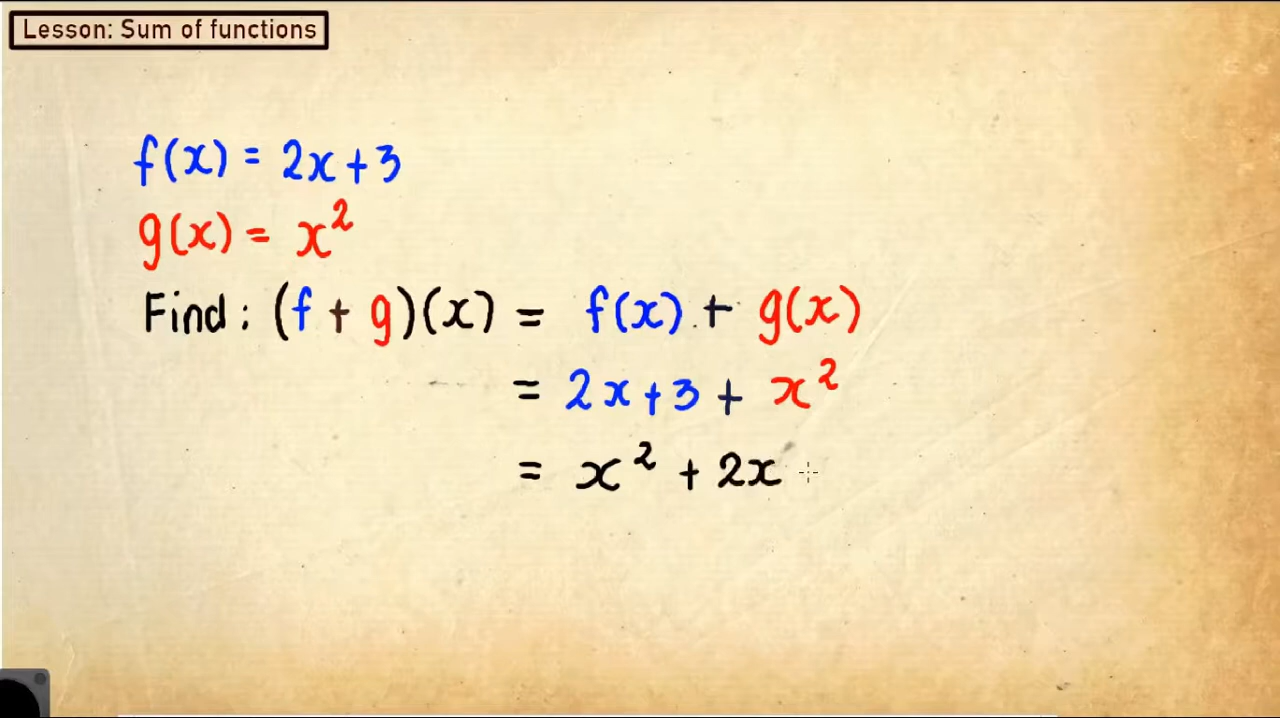 Lesson: Sum of functions
f(x) = 2x+3
g(x) = x²
Find: (f + g)(x) = f(x) + g(x)
= 2x+3 + x²
= x² + 2x